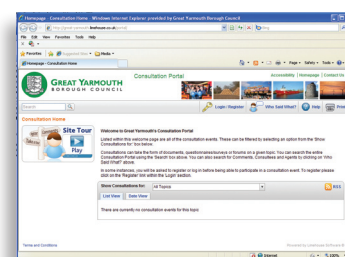 Homepage - Consultation Home - Windows Internet Explorer provided by Great Yarmouth Borough Council
File Edit View Favorites Tools Help
Favorites
Homepage - Consultation Home
Page Safety Tools
GREAT YARMOUTH
BOROUGH COUNCIL
Consultation Portal
Accessibility | Homepage | Contact Us
Search
Login / Register
Who Said What?
Help
Print
Consultation Home
Site Tour
Play
Welcome to Great Yarmouth's Consultation Portal
Listed within this welcome page are all of the consultation events. These can be filtered by selecting an option from the 'Show
Consultations for:' box below.
Consultations can take the form of documents, questionnaires/surveys or forums on a given topic. You can search the entire
Consultation Portal using the 'Search' box above. You can also search for Comments, Consultees and Agents by clicking on 'Who
Said What?' above.
In some instances, you will be asked to register or log in before being able to participate in a consultation event. To register please
click on the 'Register' link within the Login section.
Show Consultations for: All Topics
RSS
List View Date View
There are currently no consultation events for this topic
Terms and Conditions
Internet
100%